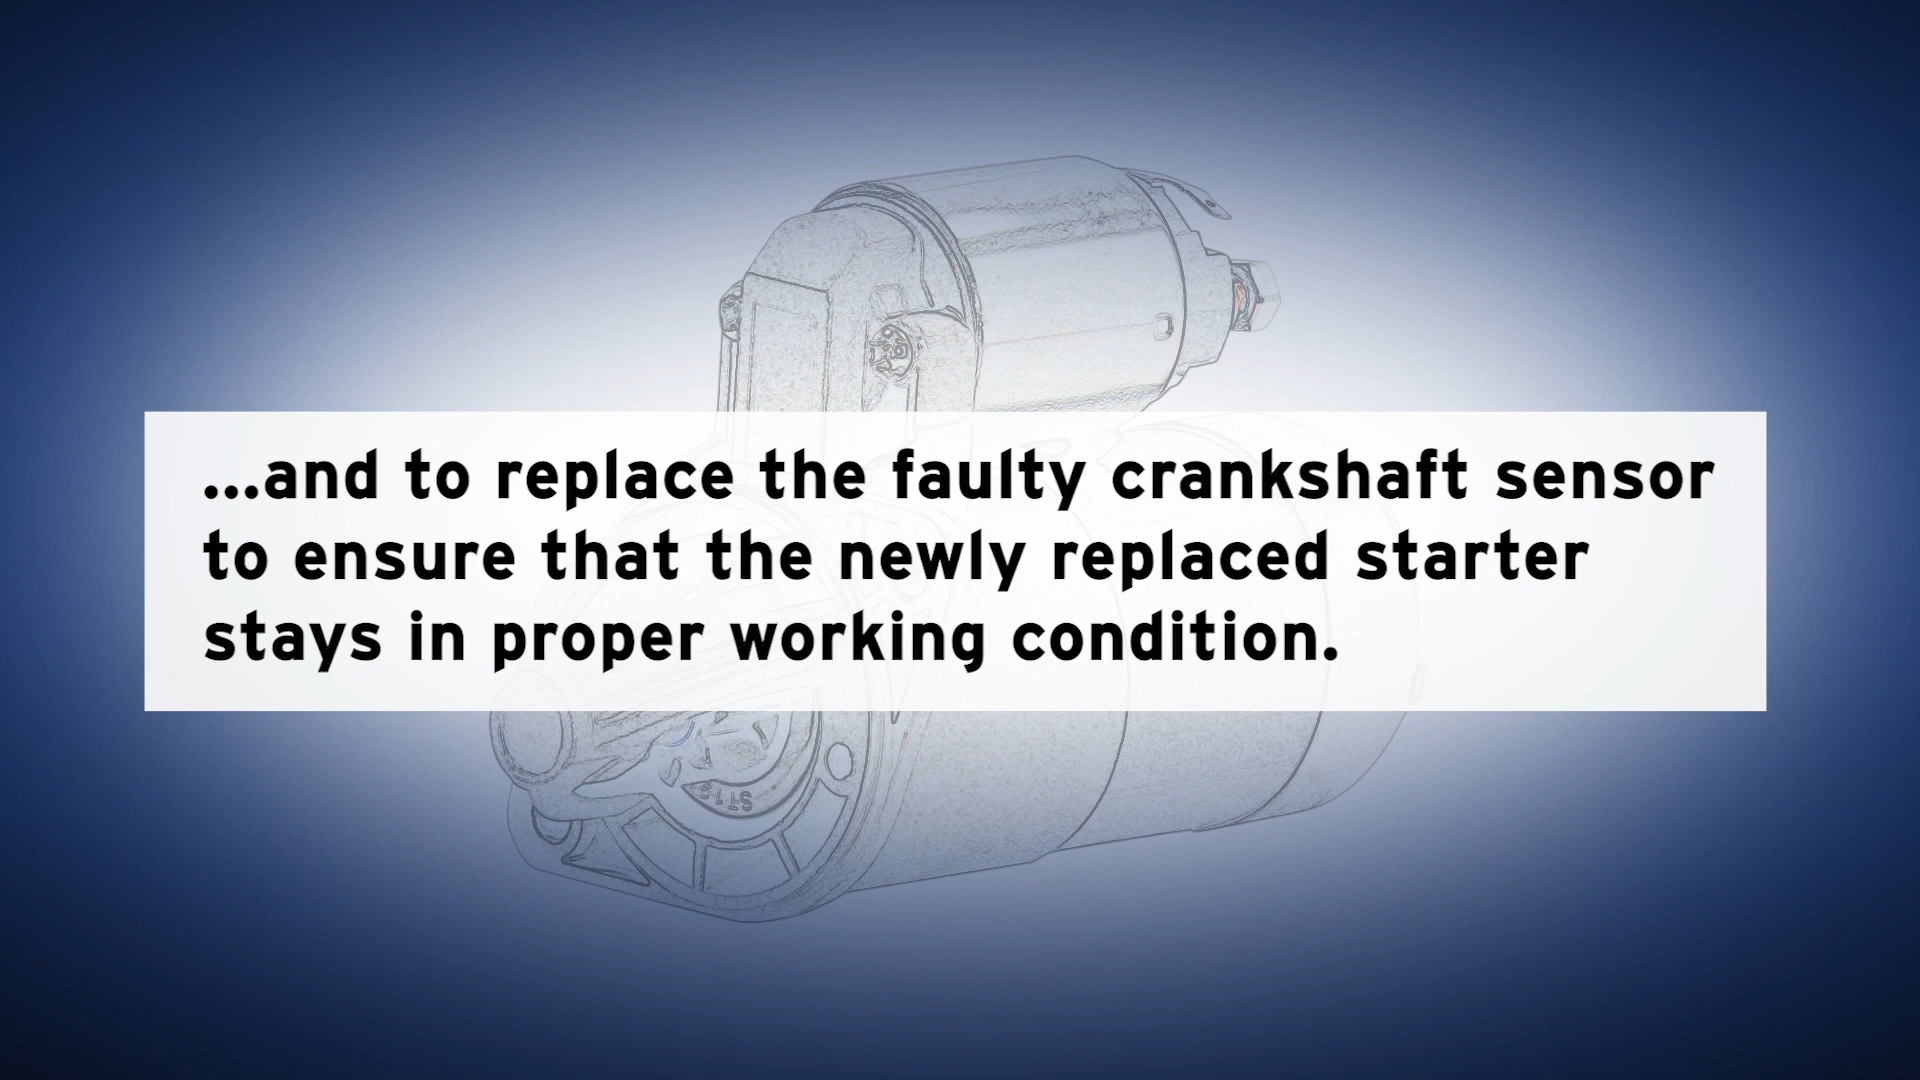 ...and to replace the faulty crankshaft sensor
to ensure that the newly replaced starter
stays in proper working condition.